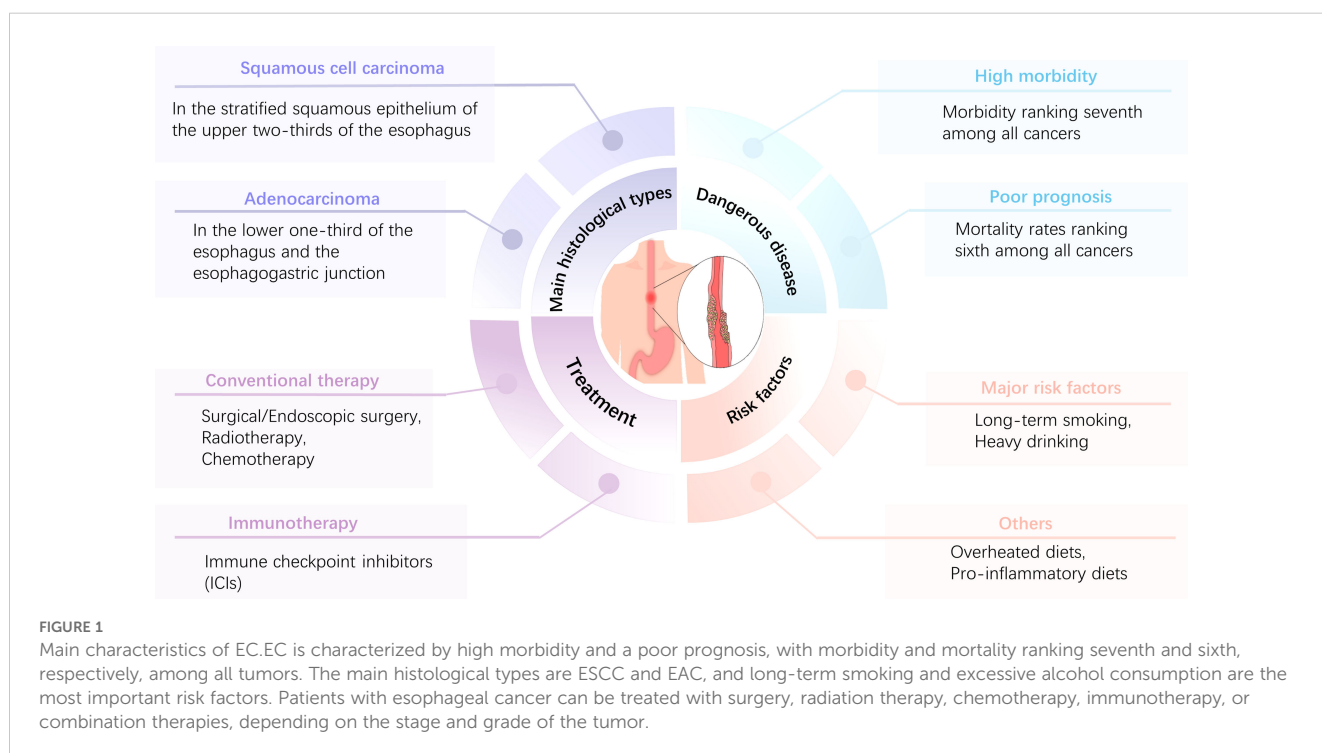 Squamous cell carcinoma
In the stratified squamous epithelium of
the upper two-thirds of the esophagus
Adenocarcinoma
In the lower one-third of the
esophagus and the
esophagogastric junction
Conventional therapy
Surgical/Endoscopic surgery,
Radiotherapy,
Chemotherapy
Immunotherapy
Immune checkpoint inhibitors
(ICIs)
Main histological types
Dangerous disease
Treatment
Risk factors
High morbidity
Morbidity ranking seventh
among all cancers
Poor prognosis
Mortality rates ranking
sixth among all cancers
Major risk factors
Long-term smoking,
Heavy drinking
Others
Overheated diets,
Pro-inflammatory diets
FIGURE 1
Main characteristics of EC.EC is characterized by high morbidity and a poor prognosis, with morbidity and mortality ranking seventh and sixth,
respectively, among all tumors. The main histological types are ESCC and EAC, and long-term smoking and excessive alcohol consumption are the
most important risk factors. Patients with esophageal cancer can be treated with surgery, radiation therapy, chemotherapy, immunotherapy, or
combination therapies, depending on the stage and grade of the tumor.